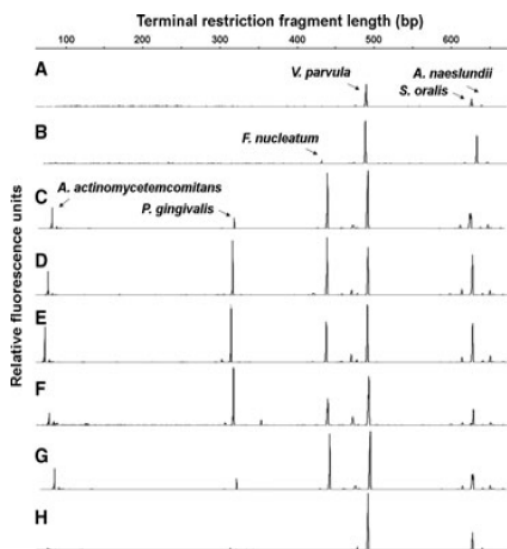 Terminal restriction fragment length (bp)
100 200 300 400 500 600
A
V. parvula
A. naeslundii
S. oralis
B
F. nucleatum
C
A. actinomycetemcomitans
P. gingivalis
D
E
F
G
H
Relative fluorescence units